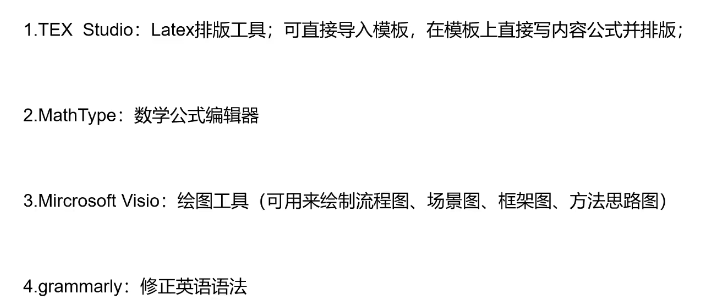 1.TEX Studio：Latex排版工具；可直接导入模板，在模板上直接写内容公式并排版；
2.MathType：数学公式编辑器
3.Mircrosoft Visio：绘图工具（可用来绘制流程图、场景图、框架图、方法思路图）
4.grammarly：修正英语语法